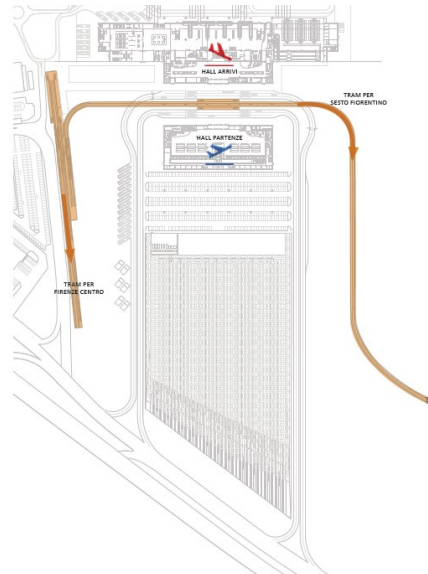 HALL ARRIVI
TRAM PER
SESTO FIORENTINO
HALL PARTENZE
TRAM PER
FIRENZE CENTRO